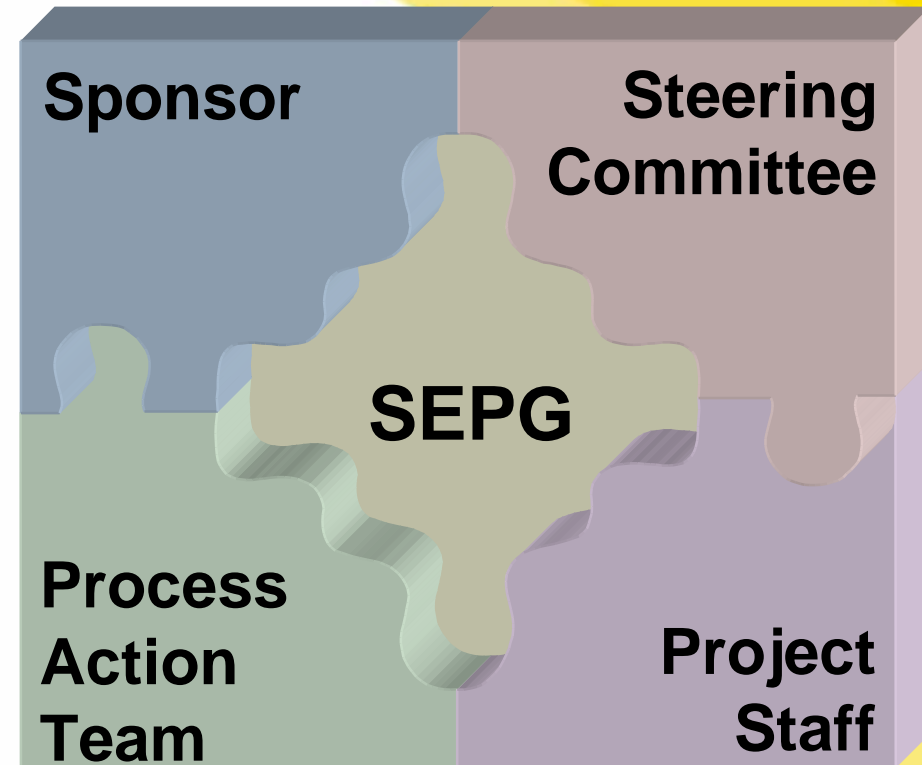 Sponsor
Steering
Committee
SEPG
Process
Action
Team
Project
Staff